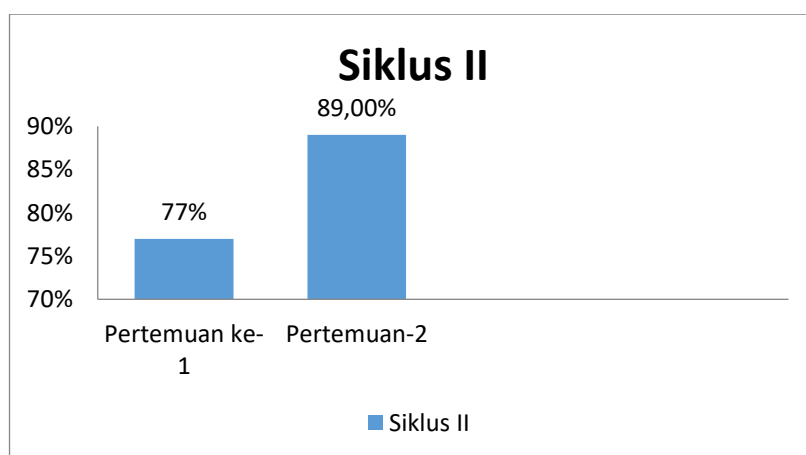 Siklus II
89,00%
90%
85%
77%
80%
75%
70%
Pertemuan ke-
1
Pertemuan-2
Siklus II